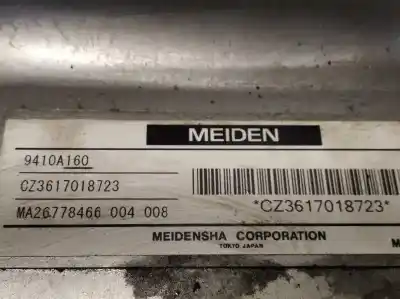 MEIDEN
9410A160
CZ3617018723
MA26778466 004 008
*CZ3617018723*
MEIDENSHA CORPORATION
TOKYO JAPAN
M